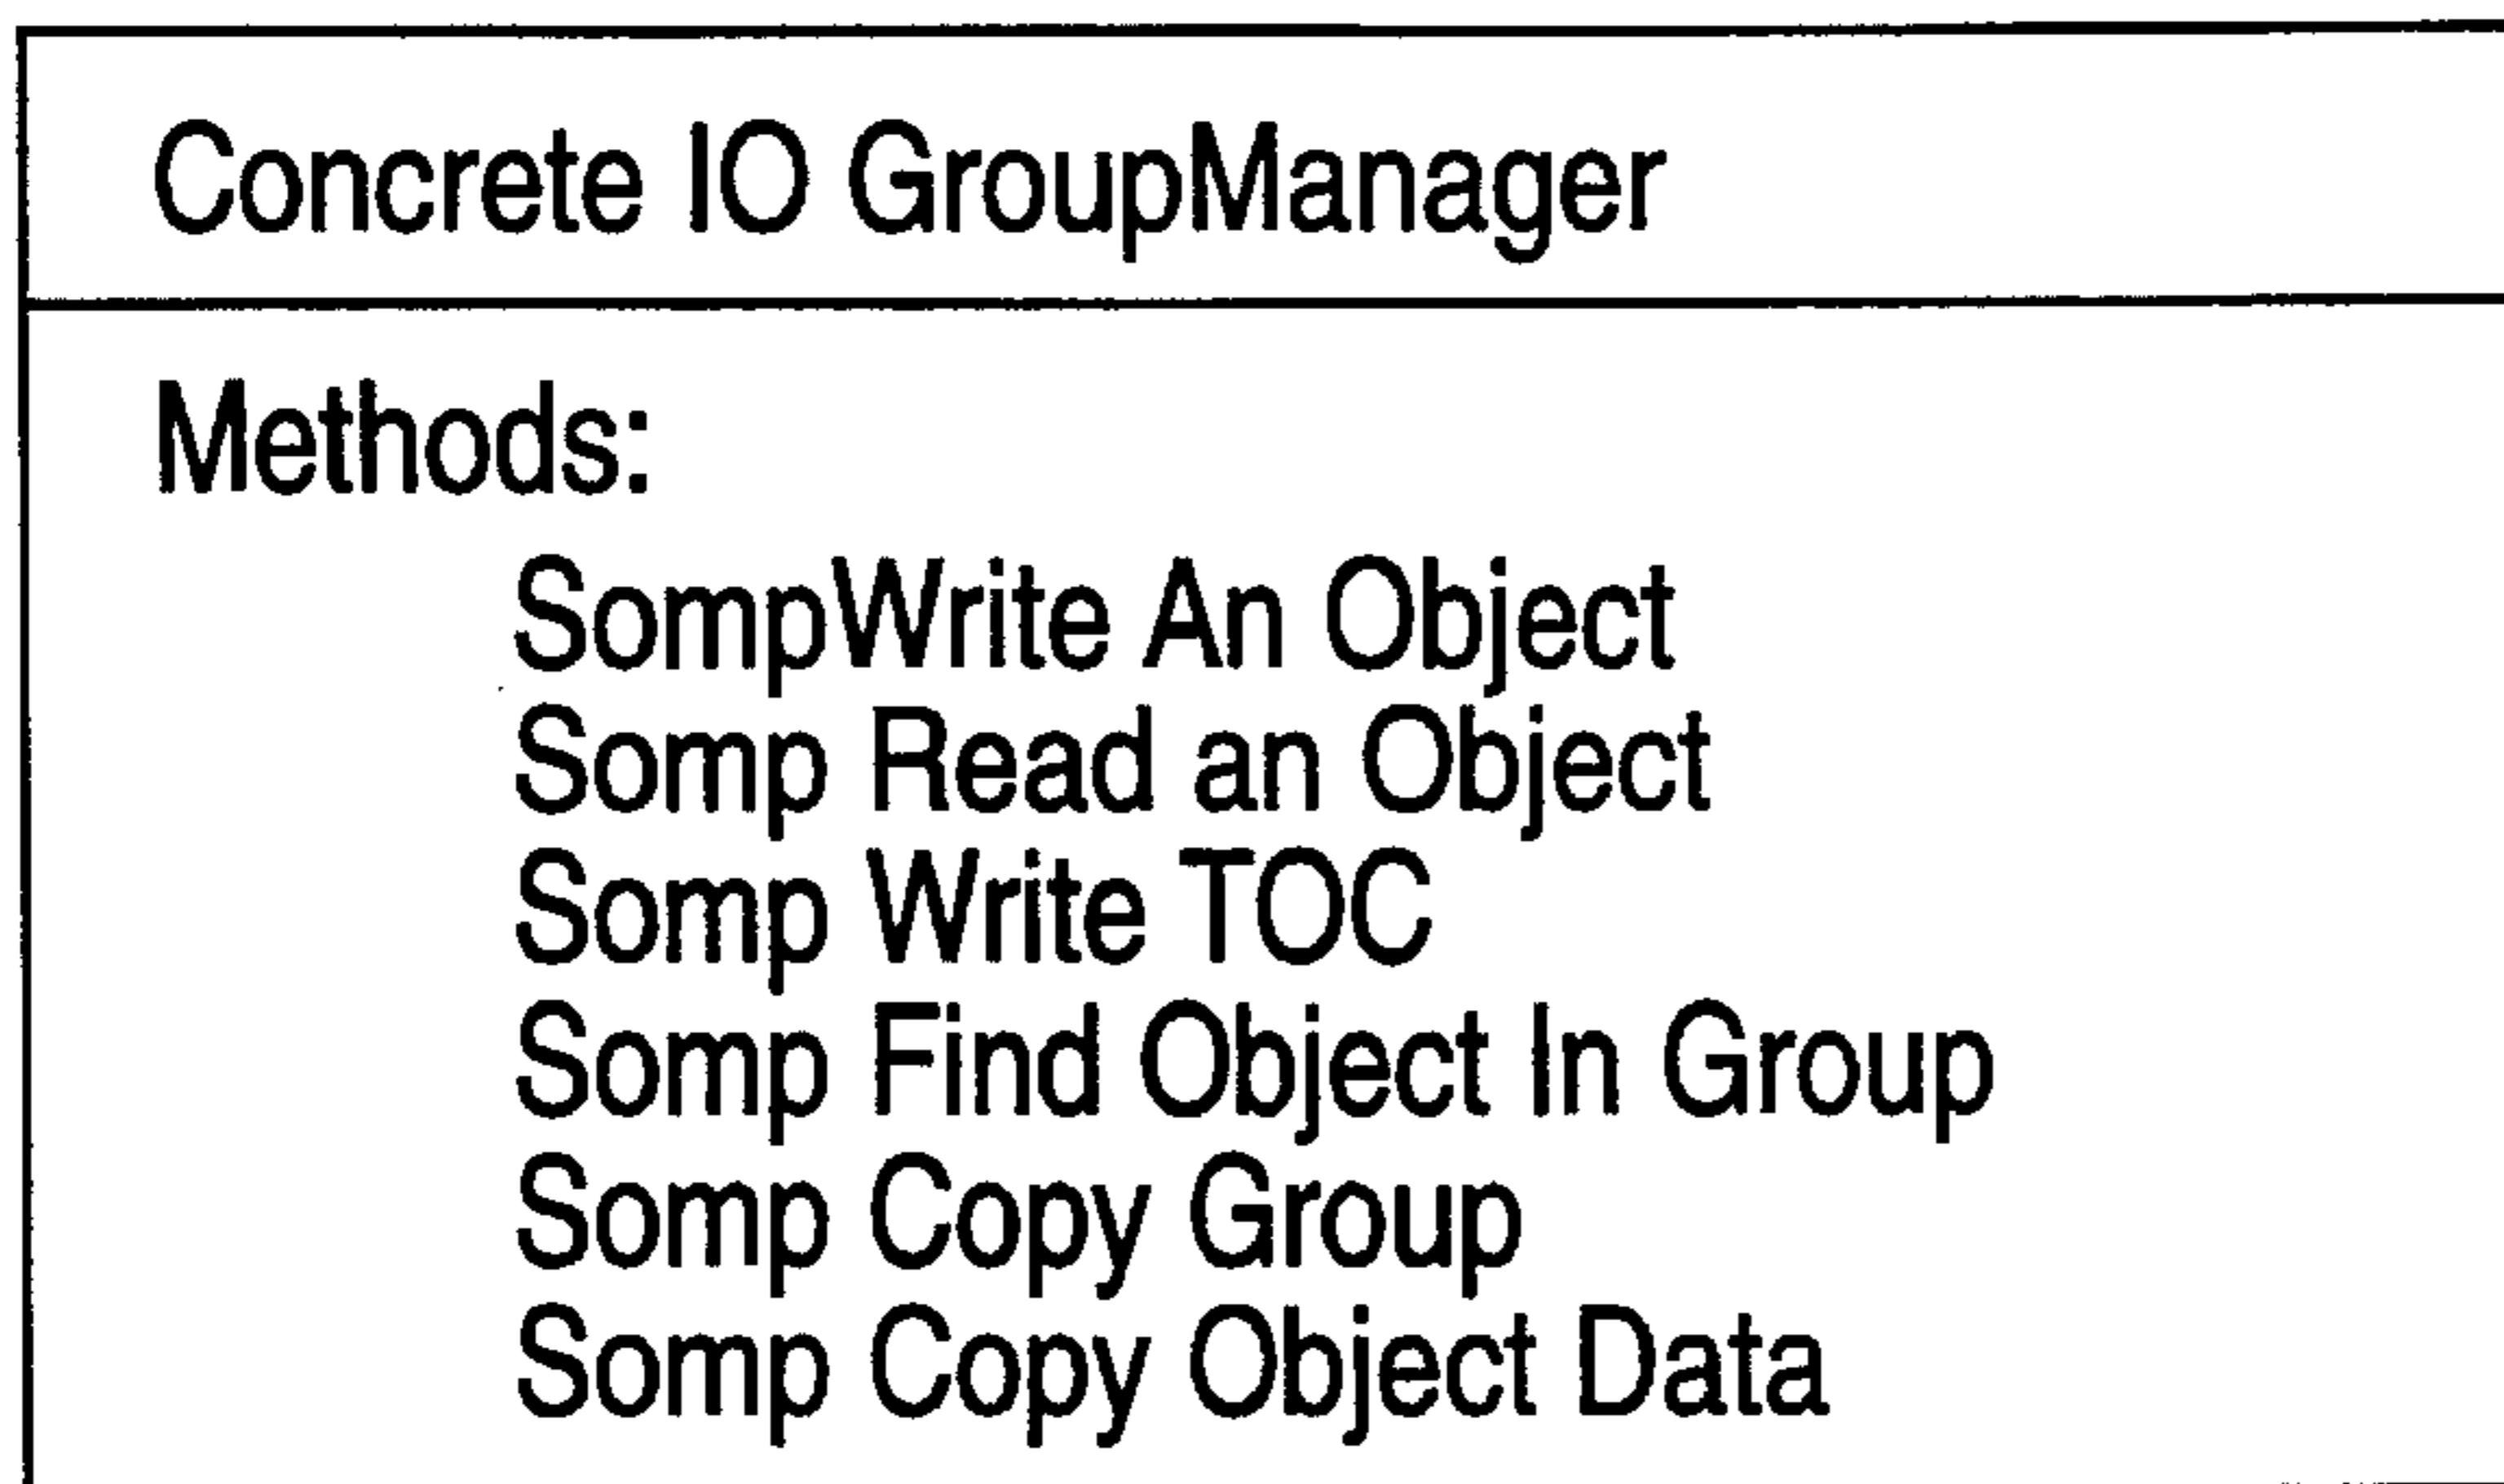 Concrete IO GroupManager
Methods:
SompWrite An Object
Somp Read an Object
Somp Write TOC
Somp Find Object In Group
Somp Copy Group
Somp Copy Object Data